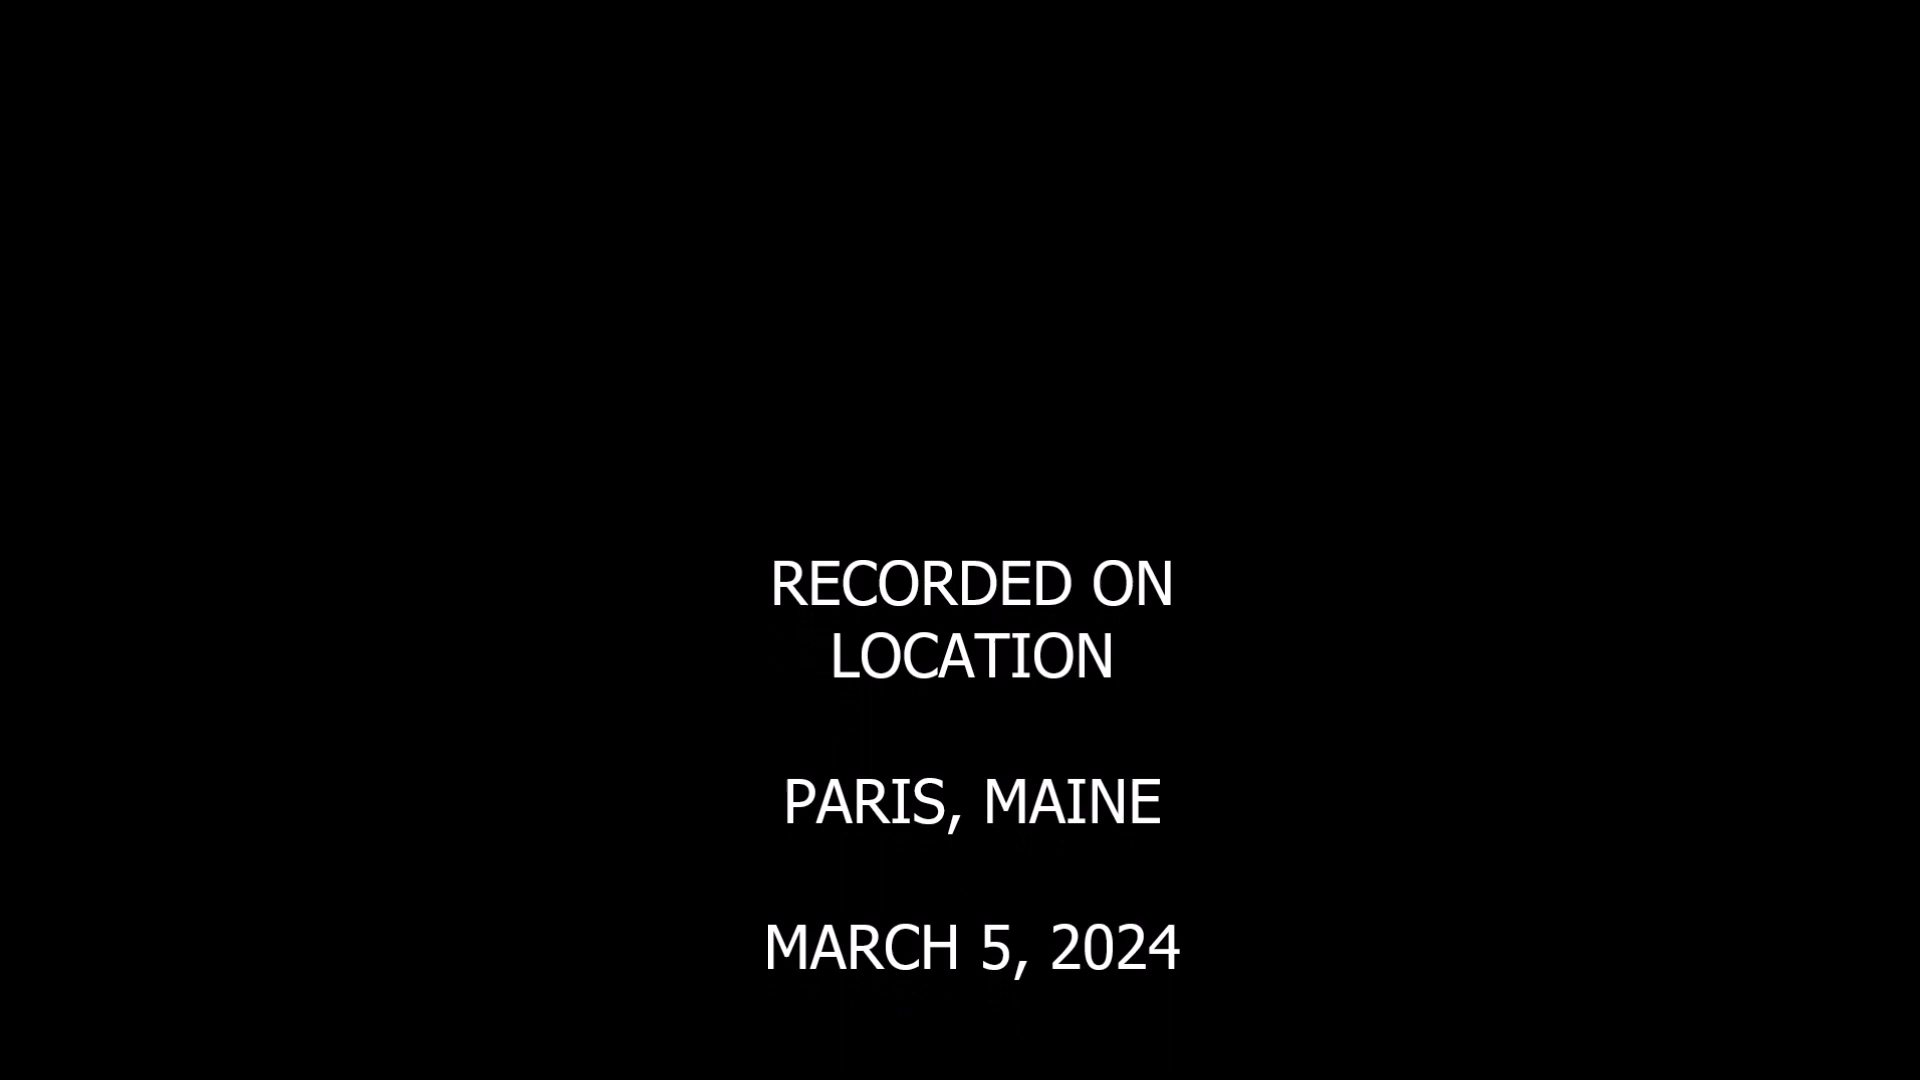 RECORDED ON
LOCATION
PARIS, MAINE
MARCH 5, 2024